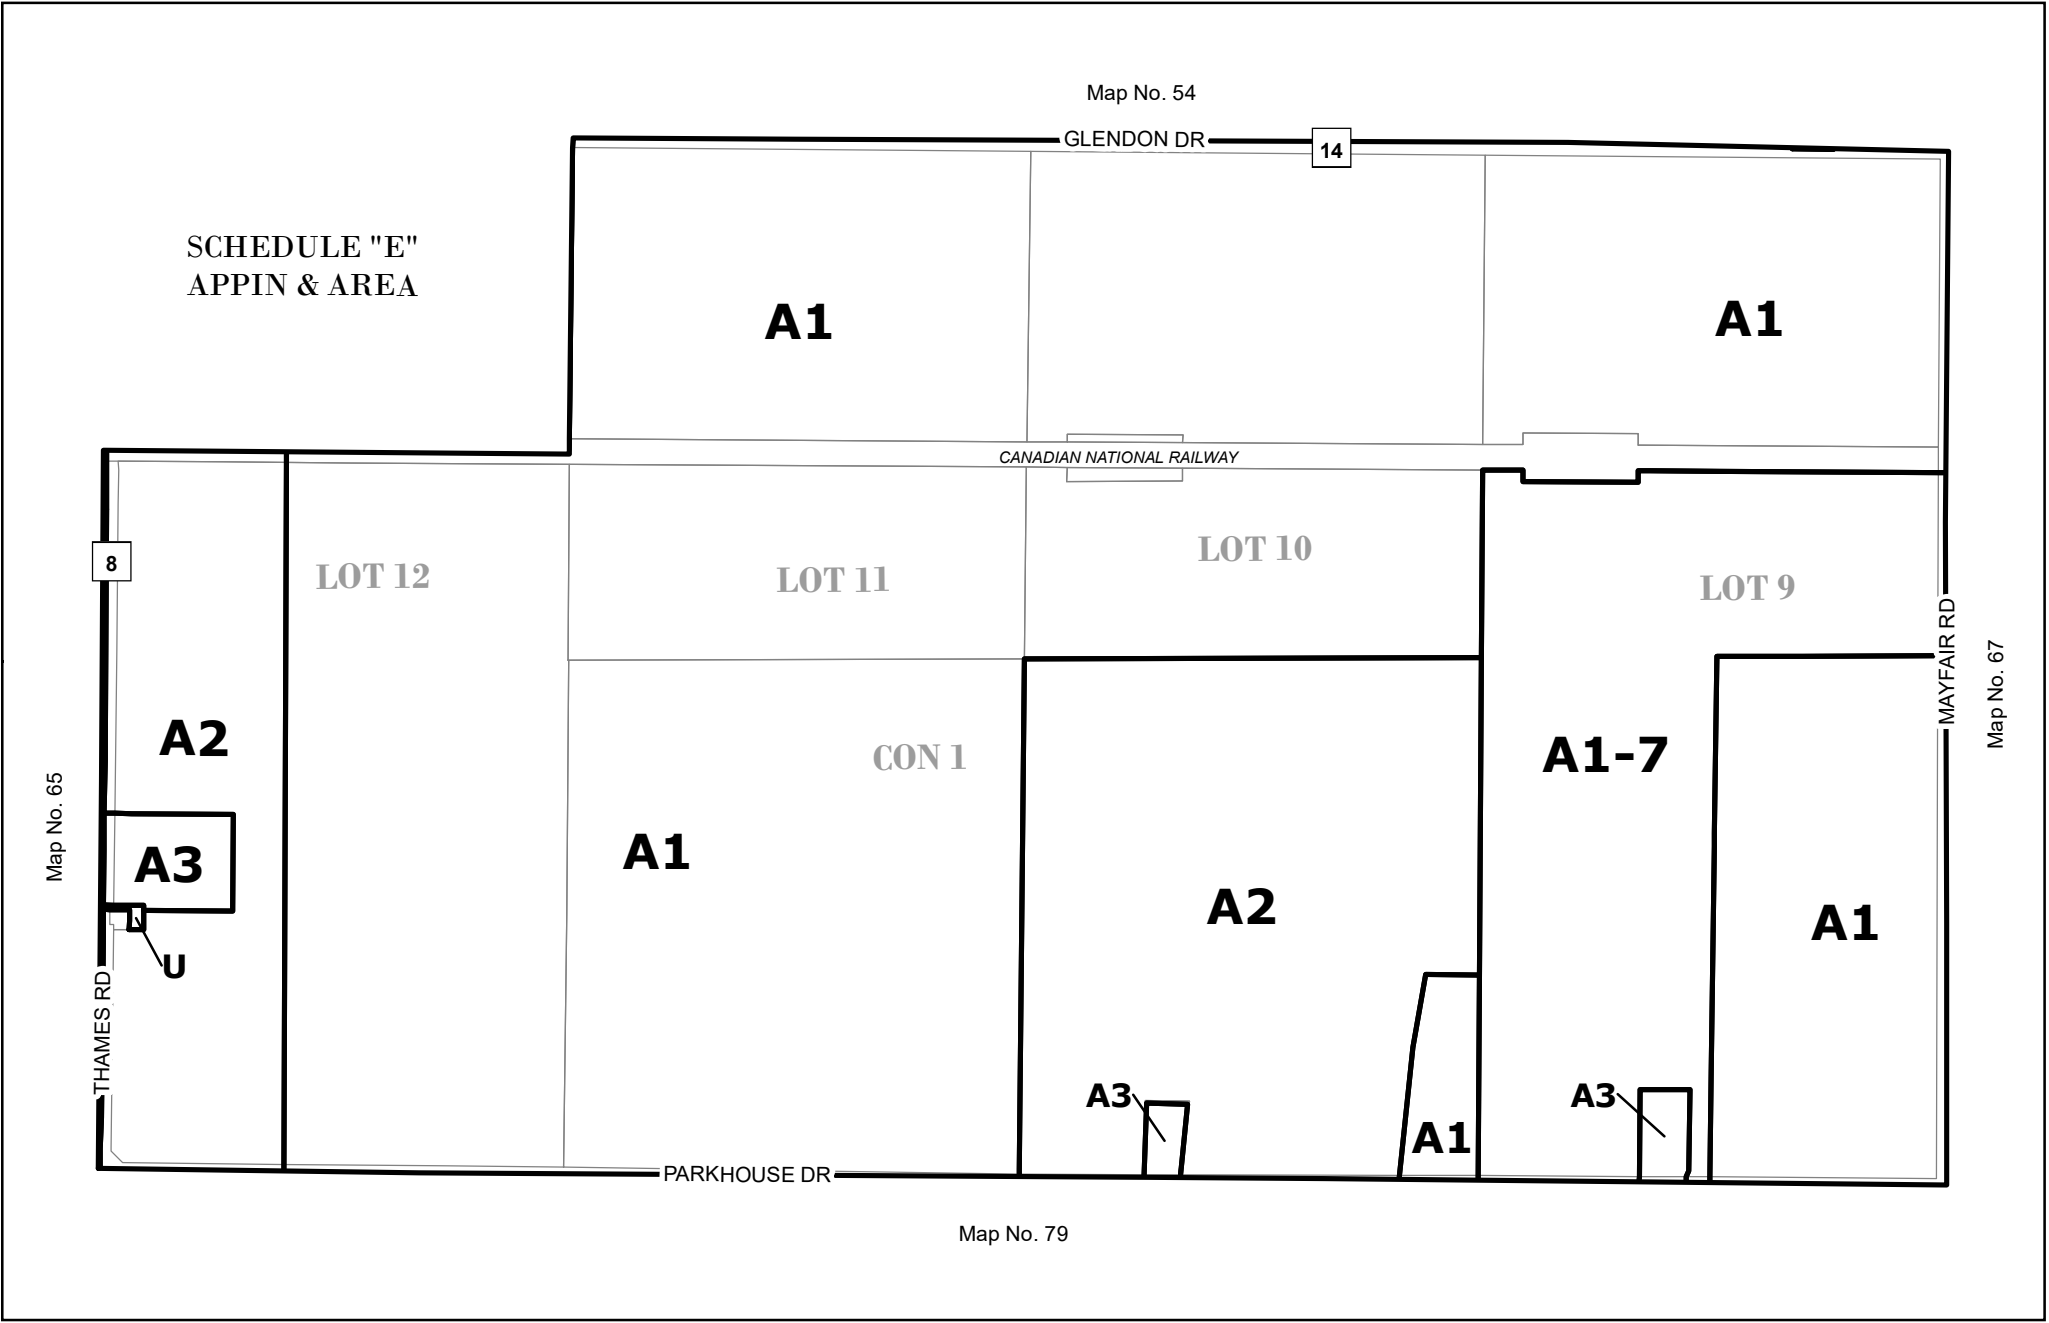 Map No. 54
GLENDON DR
14
SCHEDULE "E"
APPIN & AREA
A1
A1
CANADIAN NATIONAL RAILWAY
8
LOT 12
LOT 11
LOT 10
LOT 9
MAYFAIR RD
Map No. 67
A2
CON 1
A1-7
Map No. 65
A3
A1
A2
A1
U
THAMES RD
A3
A3
A1
PARKHOUSE DR
Map No. 79